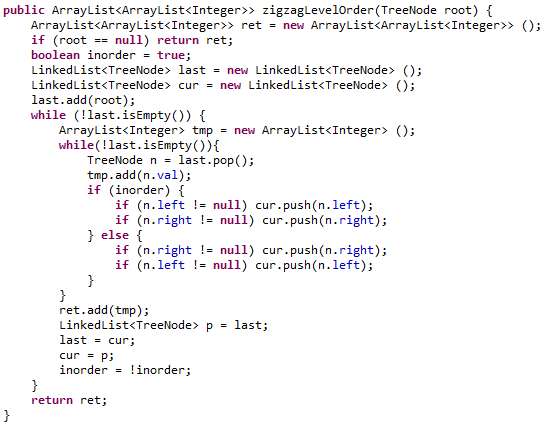 public ArrayList<ArrayList<Integer>> zigzagLevelOrder(TreeNode root) {
    ArrayList<ArrayList<Integer>> ret = new ArrayList<ArrayList<Integer>> ();
    if (root == null) return ret;
    boolean inorder = true;
    LinkedList<TreeNode> last = new LinkedList<TreeNode> ();
    LinkedList<TreeNode> cur = new LinkedList<TreeNode> ();
    last.add(root);
    while (!last.isEmpty()) {
        ArrayList<Integer> tmp = new ArrayList<Integer> ();
        while(!last.isEmpty()){
            TreeNode n = last.pop();
            tmp.add(n.val);
            if (inorder) {
                if (n.left != null) cur.push(n.left);
                if (n.right != null) cur.push(n.right);
            } else {
                if (n.right != null) cur.push(n.right);
                if (n.left != null) cur.push(n.left);
            }
        }
        ret.add(tmp);
        LinkedList<TreeNode> p = last;
        last = cur;
        cur = p;
        inorder = !inorder;
    }
    return ret;
}